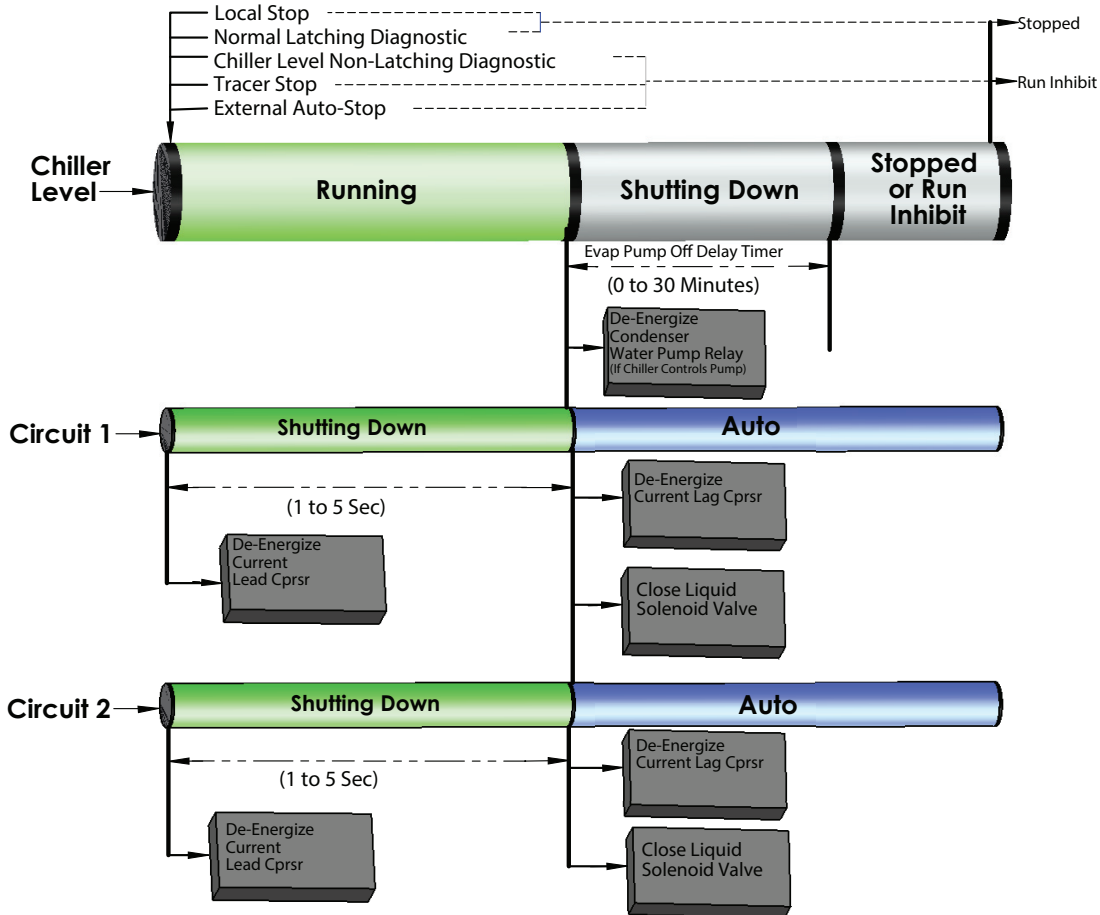 Local Stop
Normal Latching Diagnostic
Chiller Level Non-Latching Diagnostic
Tracer Stop
External Auto-Stop
Stopped
Run Inhibit
Chiller
Level
Running
Shutting Down
Stopped
or Run
Inhibit
Evap Pump Off Delay Timer
(0 to 30 Minutes)
De-Energize
Condenser
Water Pump Relay
(If Chiller Controls Pump)
Circuit 1
Shutting Down
Auto
(1 to 5 Sec)
De-Energize
Current
Lead Cprsr
De-Energize
Current Lag Cprsr
Close Liquid
Solenoid Valve
Circuit 2
Shutting Down
Auto
(1 to 5 Sec)
De-Energize
Current
Lead Cprsr
De-Energize
Current Lag Cprsr
Close Liquid
Solenoid Valve